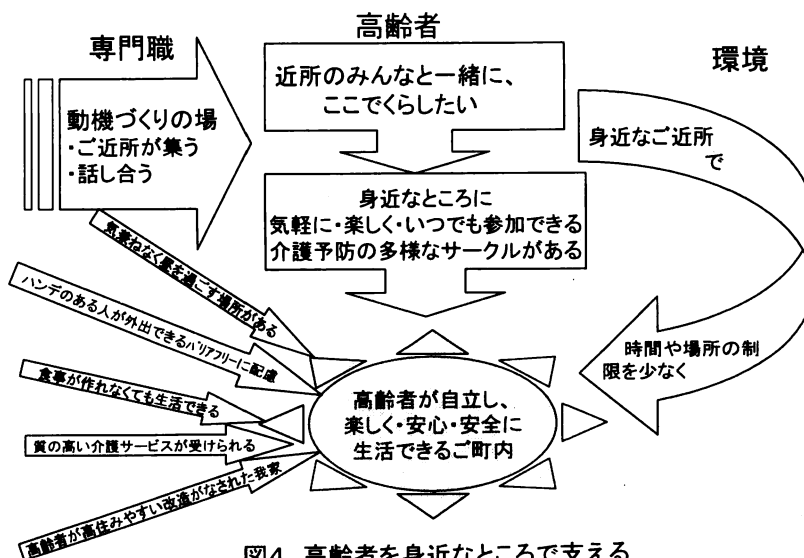 高齢者
専門職
環境
近所のみんなと一緒に、
ここでくらしたい
動機づくりの場
・ご近所が集う
・話し合う
身近なご近所
で
身近なところに
気軽に・楽しく・いつでも参加できる
介護予防の多様なサークルがある
気兼ねなく昼を過ごす場所がある
ハンデのある人が外出できるバリアフリーに配慮
食事が作れなくても生活できる
質の高い介護サービスが受けられる
高齢者が高住みやすい改造がなされた我家
時間や場所の制
限を少なく
高齢者が自立し、
楽しく・安心・安全に
生活できるご町内
図4 高齢者を身近なところで支える